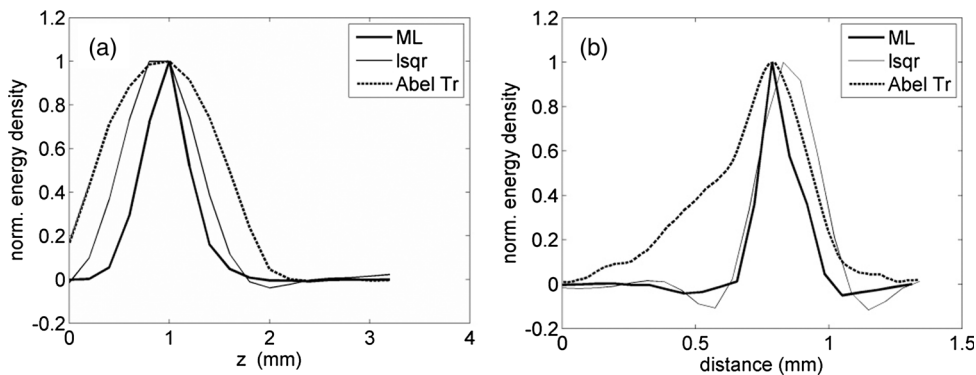 (a)
ML
lsqr
Abel Tr
norm. energy density
1.2
1
0.8
0.6
0.4
0.2
0
-0.2
0
1
2
3
4
z (mm)
(b)
ML
lsqr
Abel Tr
norm. energy density
1.2
1
0.8
0.6
0.4
0.2
0
-0.2
0
0.5
1
1.5
distance (mm)